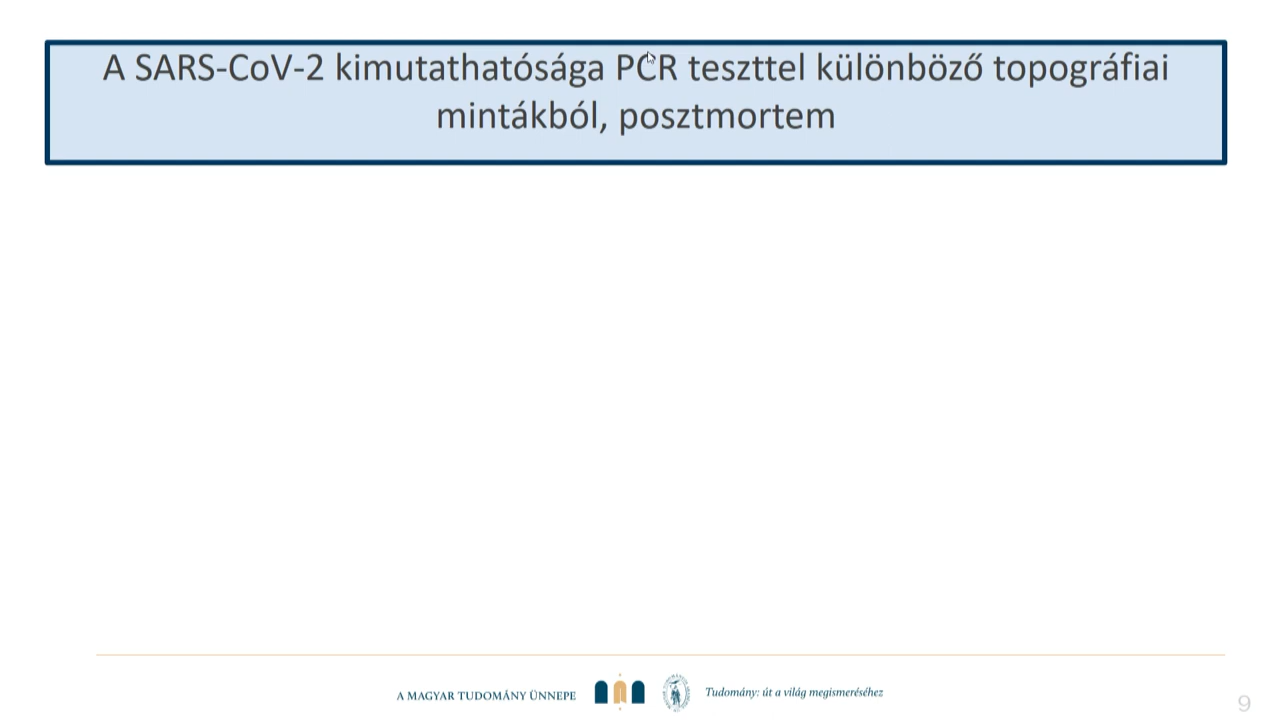 A SARS-CoV-2 kimutathatósága PCR teszttel különböző topográfiai
mintákból, posztmortem
A MAGYAR TUDOMÁNY ÜNNEPE
Tudomány: út a világ megismeréséhez
9